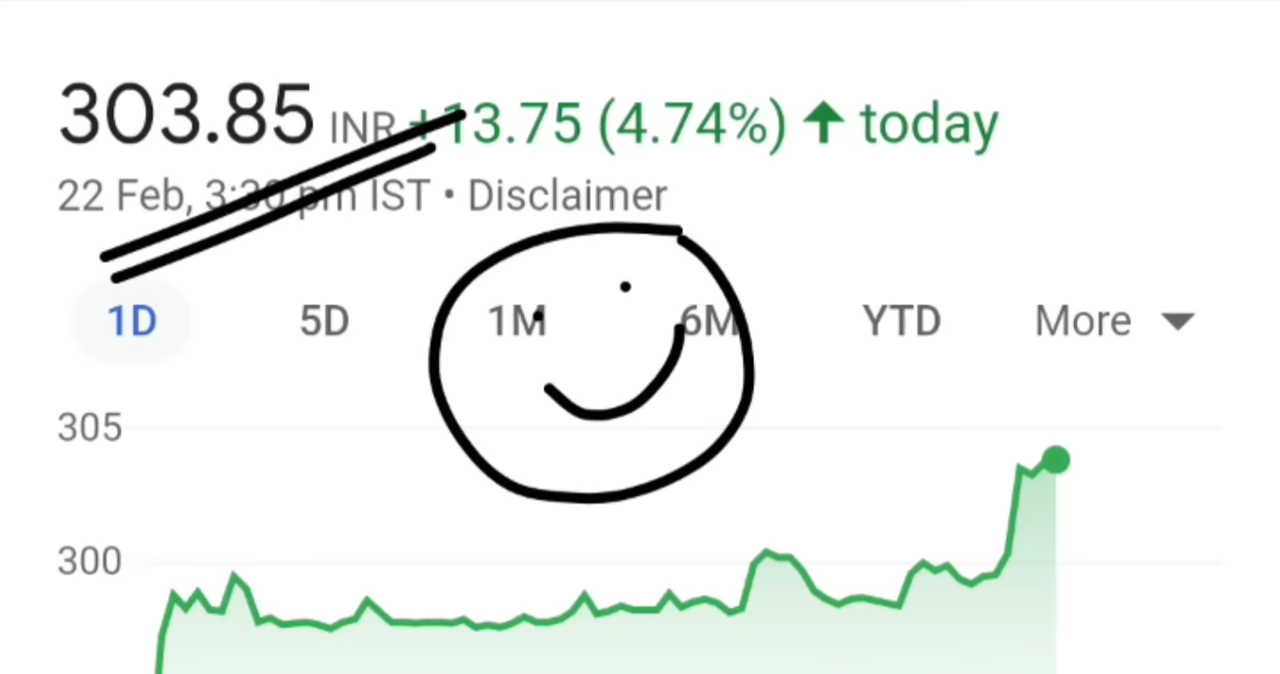 303.85 INR +13.75 (4.74%) ↑ today
22 Feb, 3:30 pm IST • Disclaimer
1D 5D 1M 6M YTD More
305
300